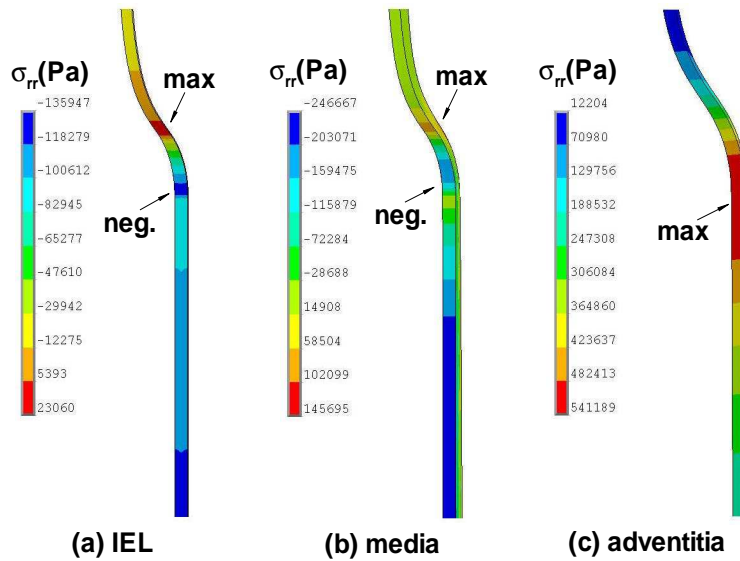 σrr(Pa)
max
neg.
-135947
-118279
-100612
-82945
-65277
-47610
-29942
-12275
5393
23060
(a) IEL
σrr(Pa)
max
neg.
-246667
-203071
-159475
-115879
-72284
-28688
14908
58504
102099
145695
(b) media
σrr(Pa)
max
12204
70980
129756
188532
247308
306084
364860
423637
482413
541189
(c) adventitia